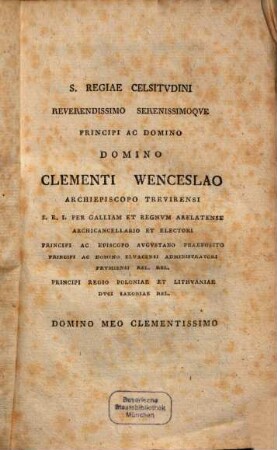 S. REGIAE CELSITVDINI
REVERENDISSIMO SERENISSIMOQVE
PRINCIPI AC DOMINO
DOMINO
CLEMENTI WENCESLAO
ARCHIEPISCOPO TREVIRENSI
S. R. I. PER GALLIAM ET REGNVM ARELATENSE
ARCHICANCELLARIO ET ELECTORI
PRINCIPI AC EPISCOPO AVGVSTANO PRAEPOSITO
PRINCIPI AC DOMINO ELVACENSI ADMINISTRATORI
PRVMIENSI REL. REL.
PRINCIPI REGIO POLONIAE ET LITHVANIAE
DVCI SAXONIAE REL.
DOMINO MEO CLEMENTISSIMO
Bayerische
Staatsbibliothek
München